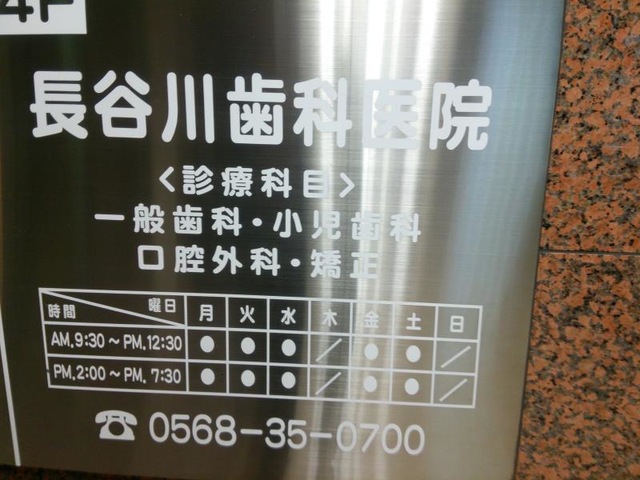 4F
長谷川歯科医院
<診療科目>
一般歯科・小児歯科
口腔外科・矯正
時間 曜日 月 火 水 木 金 土 日
AM.9:30～PM.12:30 ● ● ● ／ ● ● ／
PM.2:00～PM.7:30 ● ● ● ／ ● ● ／
☎ 0568-35-0700